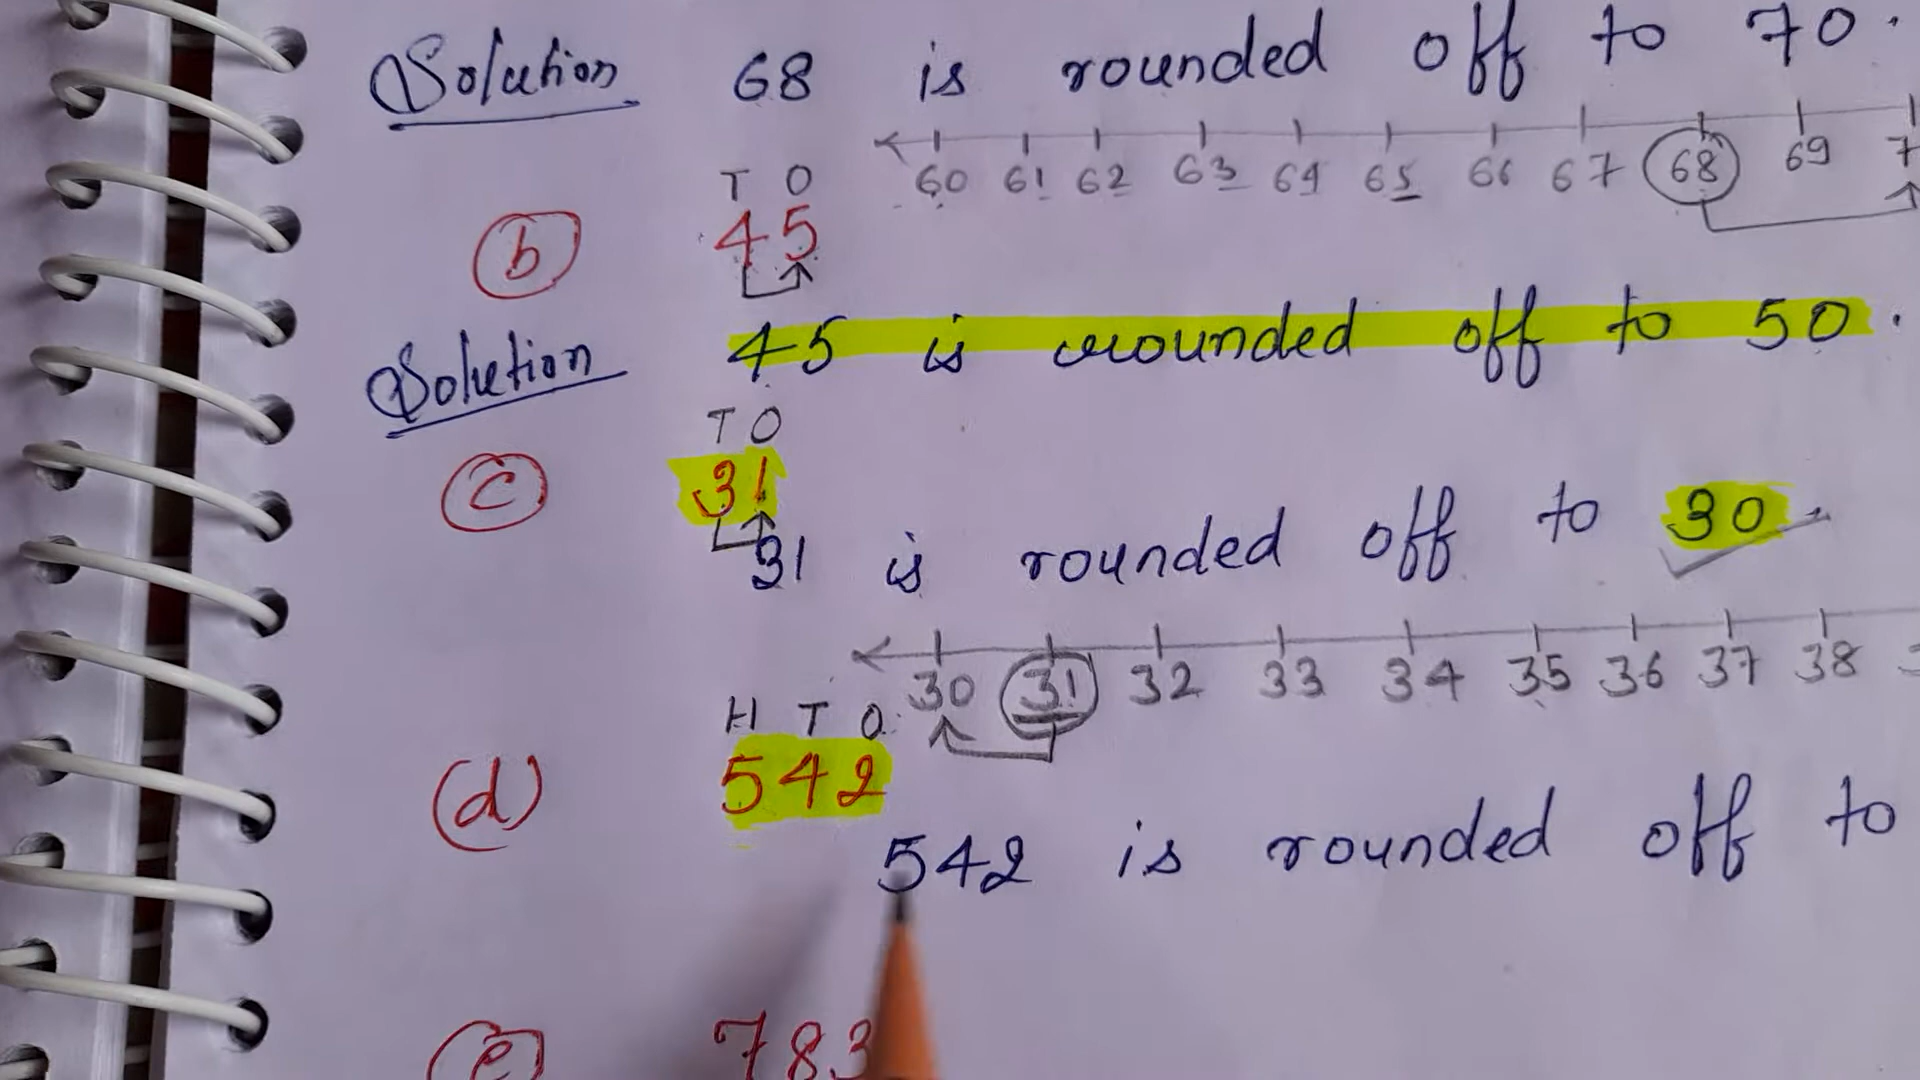 Solution 68 is rounded off to 70.
60 61 62 63 64 65 66 67 68 69
T O
(b) 45
Solution 45 is rounded off to 50.
T O
(c) 31
31 is rounded off to 30.
30 31 32 33 34 35 36 37 38
H T O
(d) 542
542 is rounded off to
(e) 783